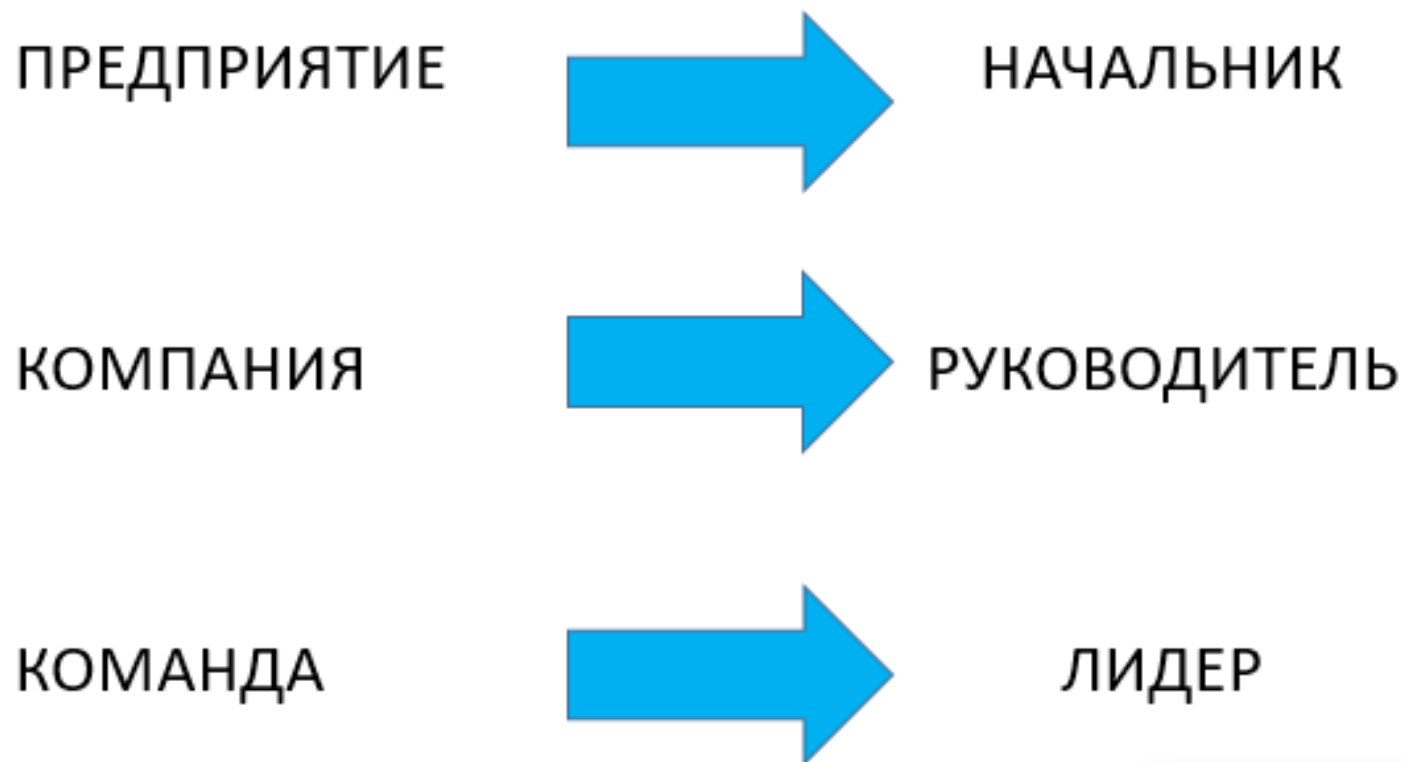 ПРЕДПРИЯТИЕ НАЧАЛЬНИК
КОМПАНИЯ РУКОВОДИТЕЛЬ
КОМАНДА ЛИДЕР